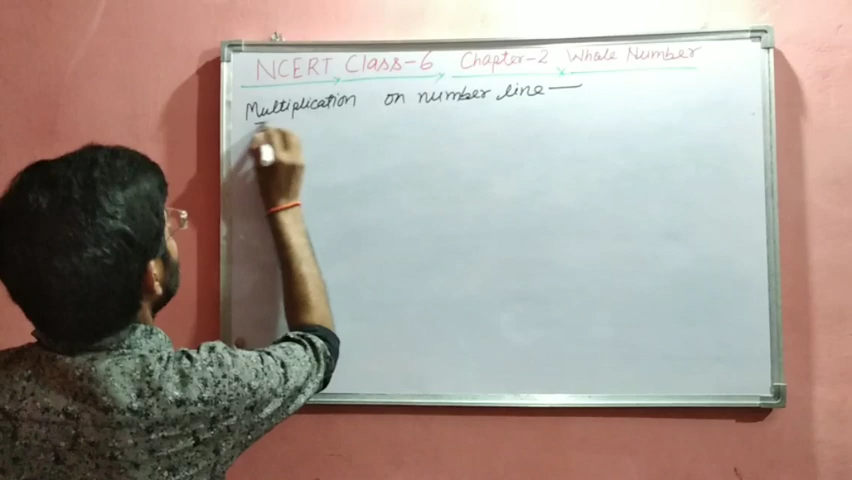 NCERT Class-6 Chapter-2 Whole Number
Multiplication on number line —